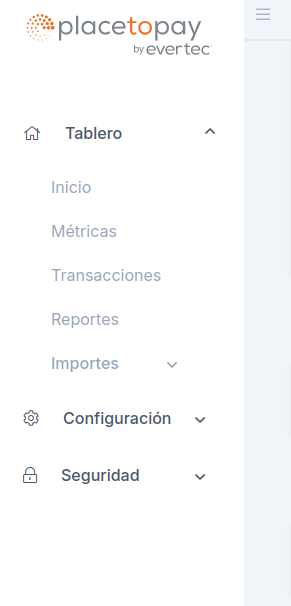 placetopay
by evertec
Tablero
Inicio
Métricas
Transacciones
Reportes
Importes
Configuración
Seguridad